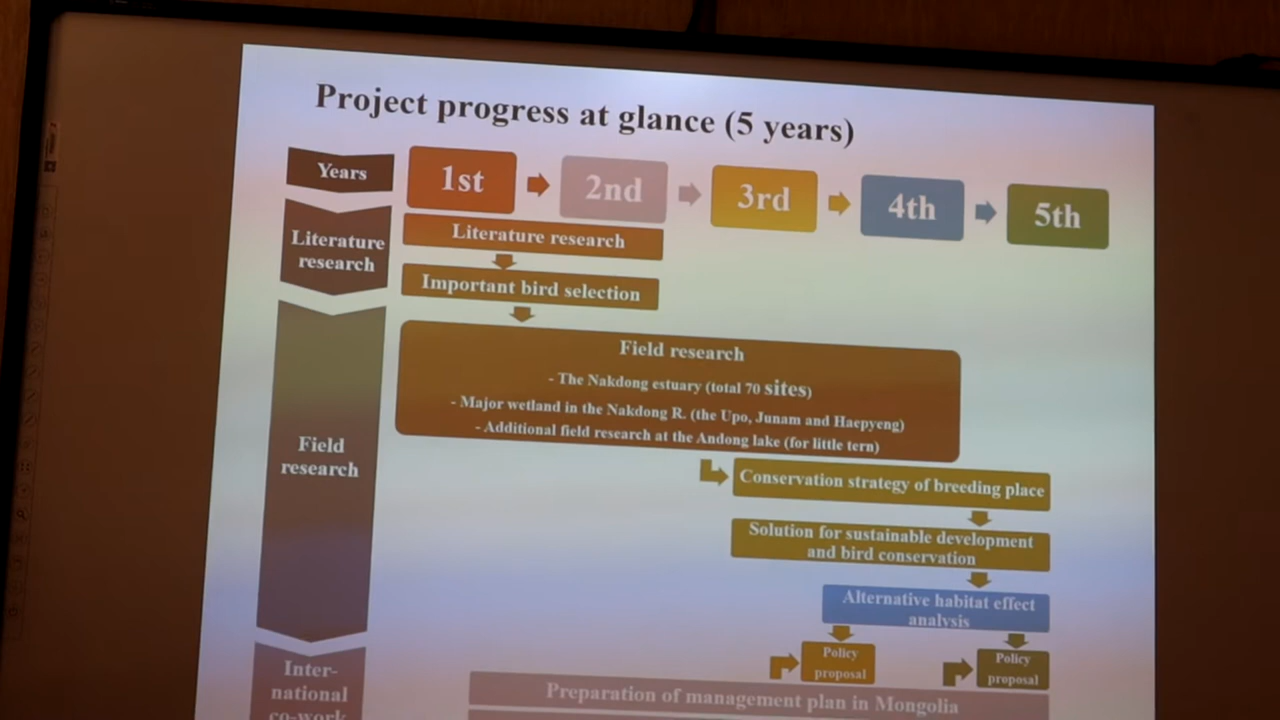 Project progress at glance (5 years)
Years
1st
2nd
3rd
4th
5th
Literature
research
Literature research
Important bird selection
Field
research
Field research
- The Nakdong estuary (total 70 sites)
- Major wetland in the Nakdong R. (the Upo, Junam and Haepyeng)
- Additional field research at the Andong lake (for little tern)
Conservation strategy of breeding place
Solution for sustainable development
and bird conservation
Alternative habitat effect
analysis
Policy
proposal
Policy
proposal
Inter-
national
co-work
Preparation of management plan in Mongolia